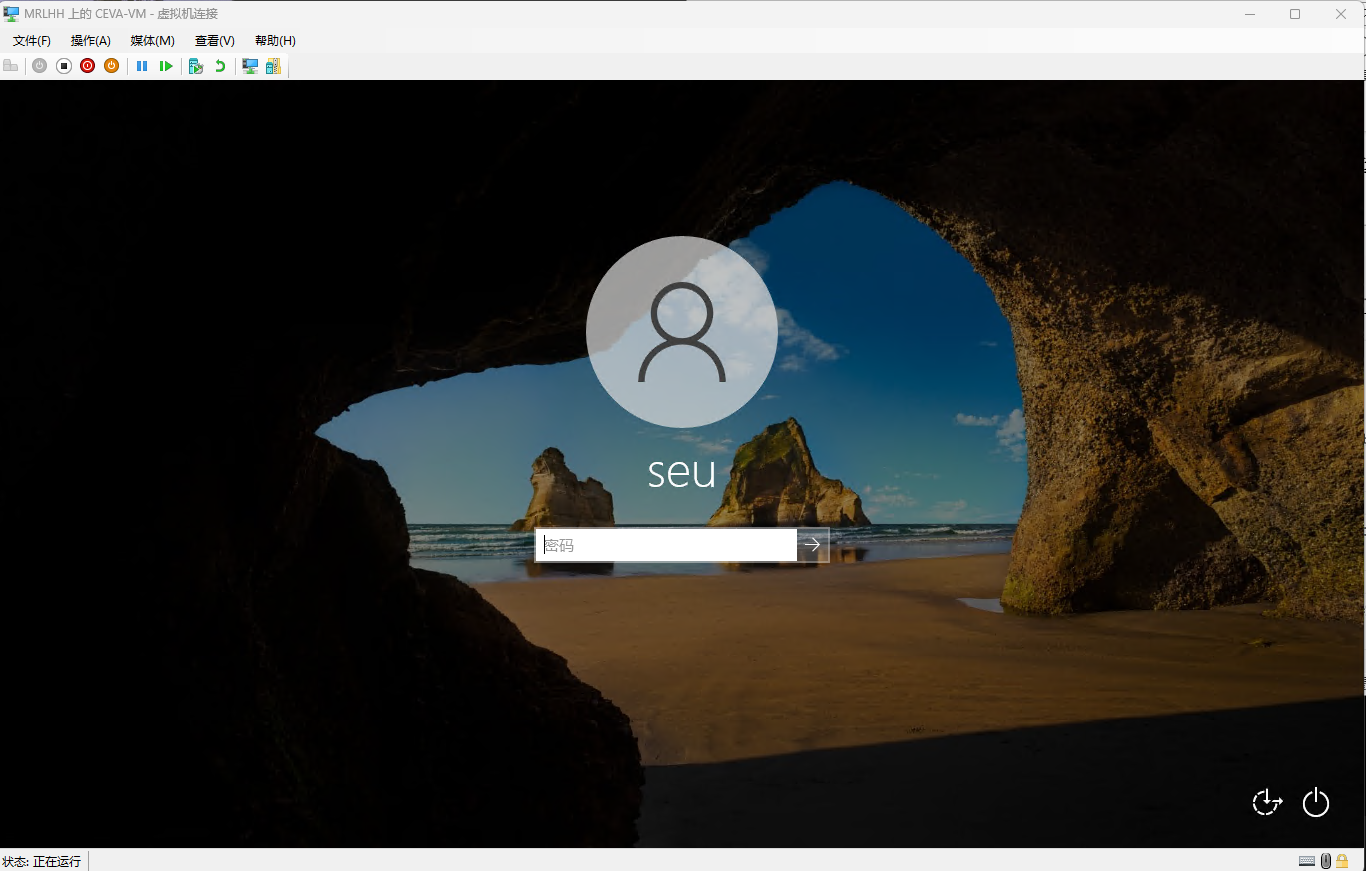 MRLHH 上的 CEVA-VM - 虚拟机连接
文件(F) 操作(A) 媒体(M) 查看(V) 帮助(H)
seu
密码
状态: 正在运行